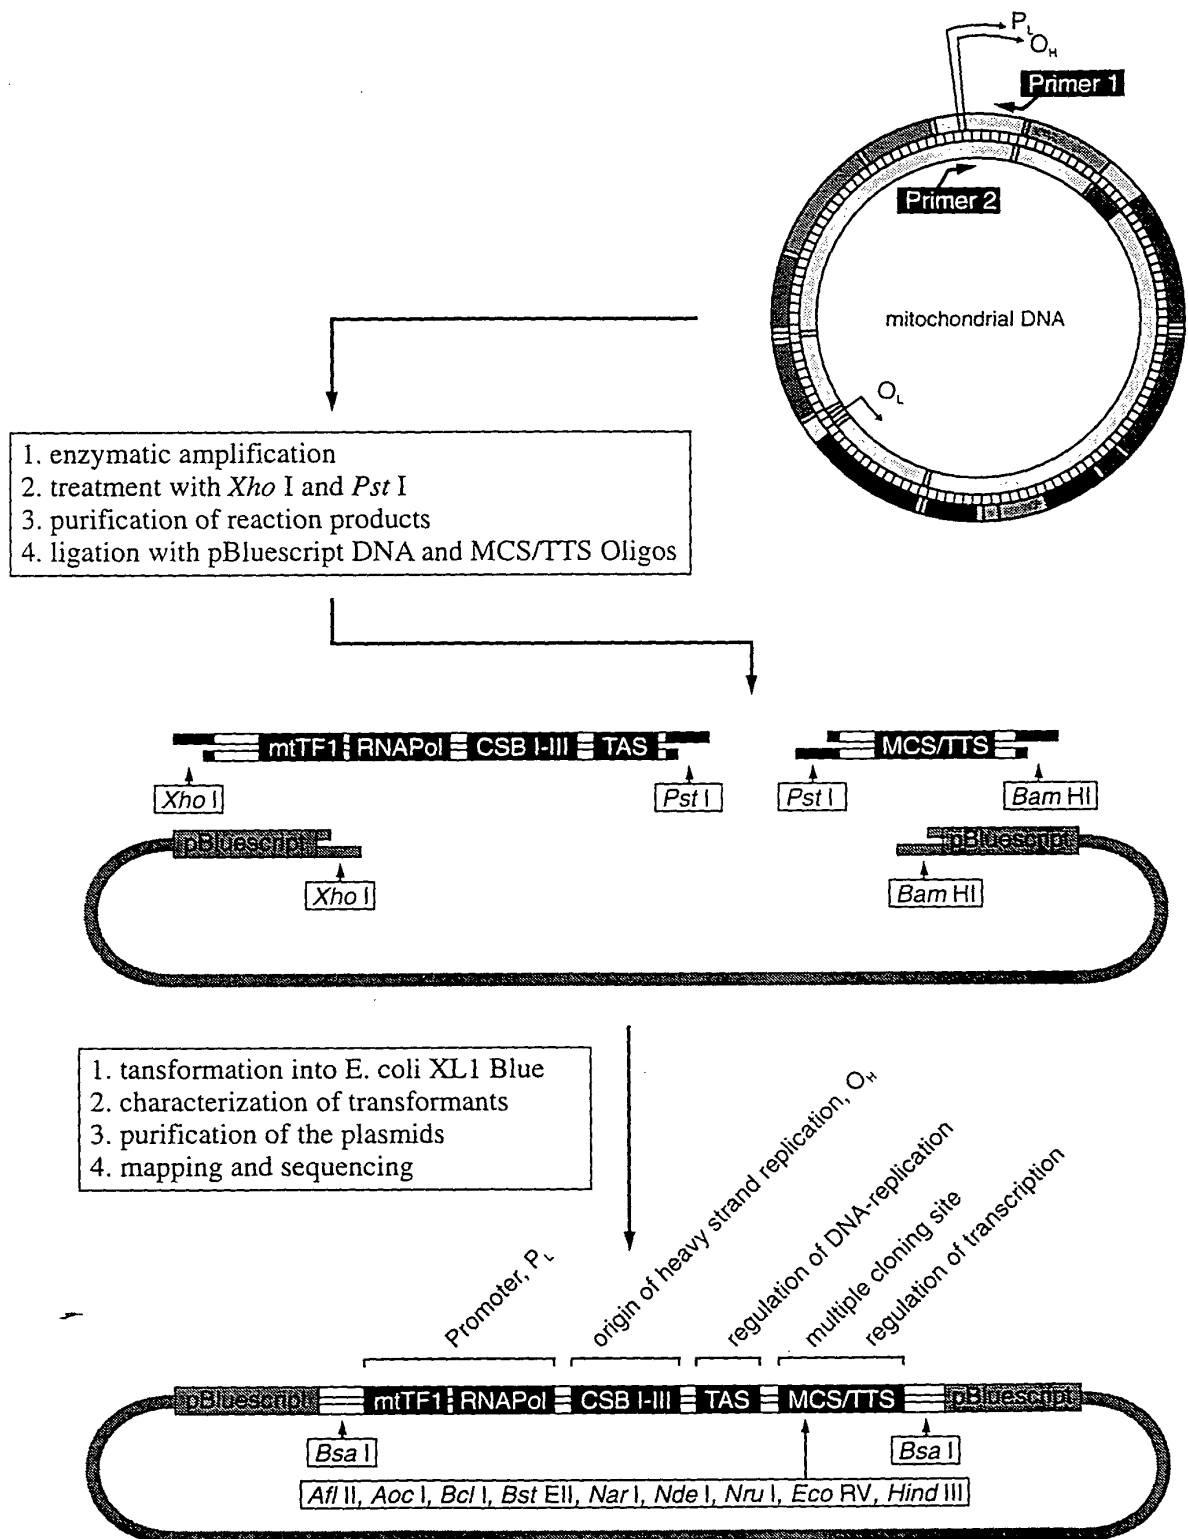 P_L
O_H
Primer 1
Primer 2
mitochondrial DNA
O_L
1. enzymatic amplification
2. treatment with Xho I and Pst I
3. purification of reaction products
4. ligation with pBluescript DNA and MCS/TTS Oligos
mtTF1 RNAPol CSB I-III TAS
MCS/TTS
Xho I
Pst I
Pst I
Bam HI
pBluescript
pBluescript
Xho I
Bam HI
1. tansformation into E. coli XL1 Blue
2. characterization of transformants
3. purification of the plasmids
4. mapping and sequencing
Promoter, P_L
origin of heavy strand replication, O_H
regulation of DNA-replication
multiple cloning site
regulation of transcription
pBluescript mtTF1 RNAPol CSB I-III TAS MCS/TTS pBluescript
Bsa I
Bsa I
Afl II, Aoc I, Bcl I, Bst EII, Nar I, Nde I, Nru I, Eco RV, Hind III